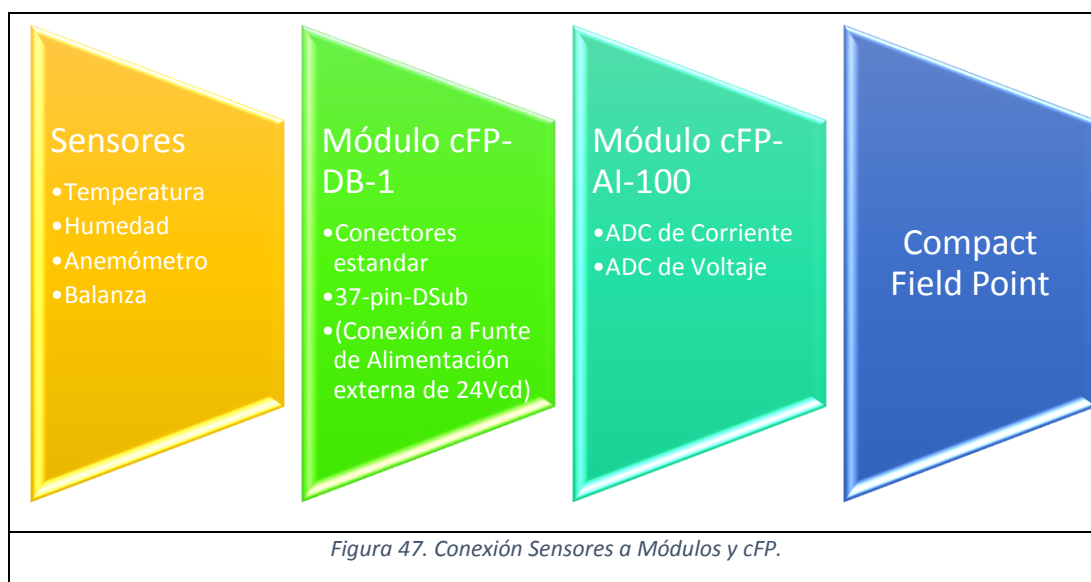 Sensores
•Temperatura
•Humedad
•Anemómetro
•Balanza
Módulo cFP-
DB-1
•Conectores
estandar
•37-pin-DSub
•(Conexión a Funte
de Alimentación
externa de 24Vcd)
Módulo cFP-
AI-100
•ADC de Corriente
•ADC de Voltaje
Compact
Field Point
Figura 47. Conexión Sensores a Módulos y cFP.